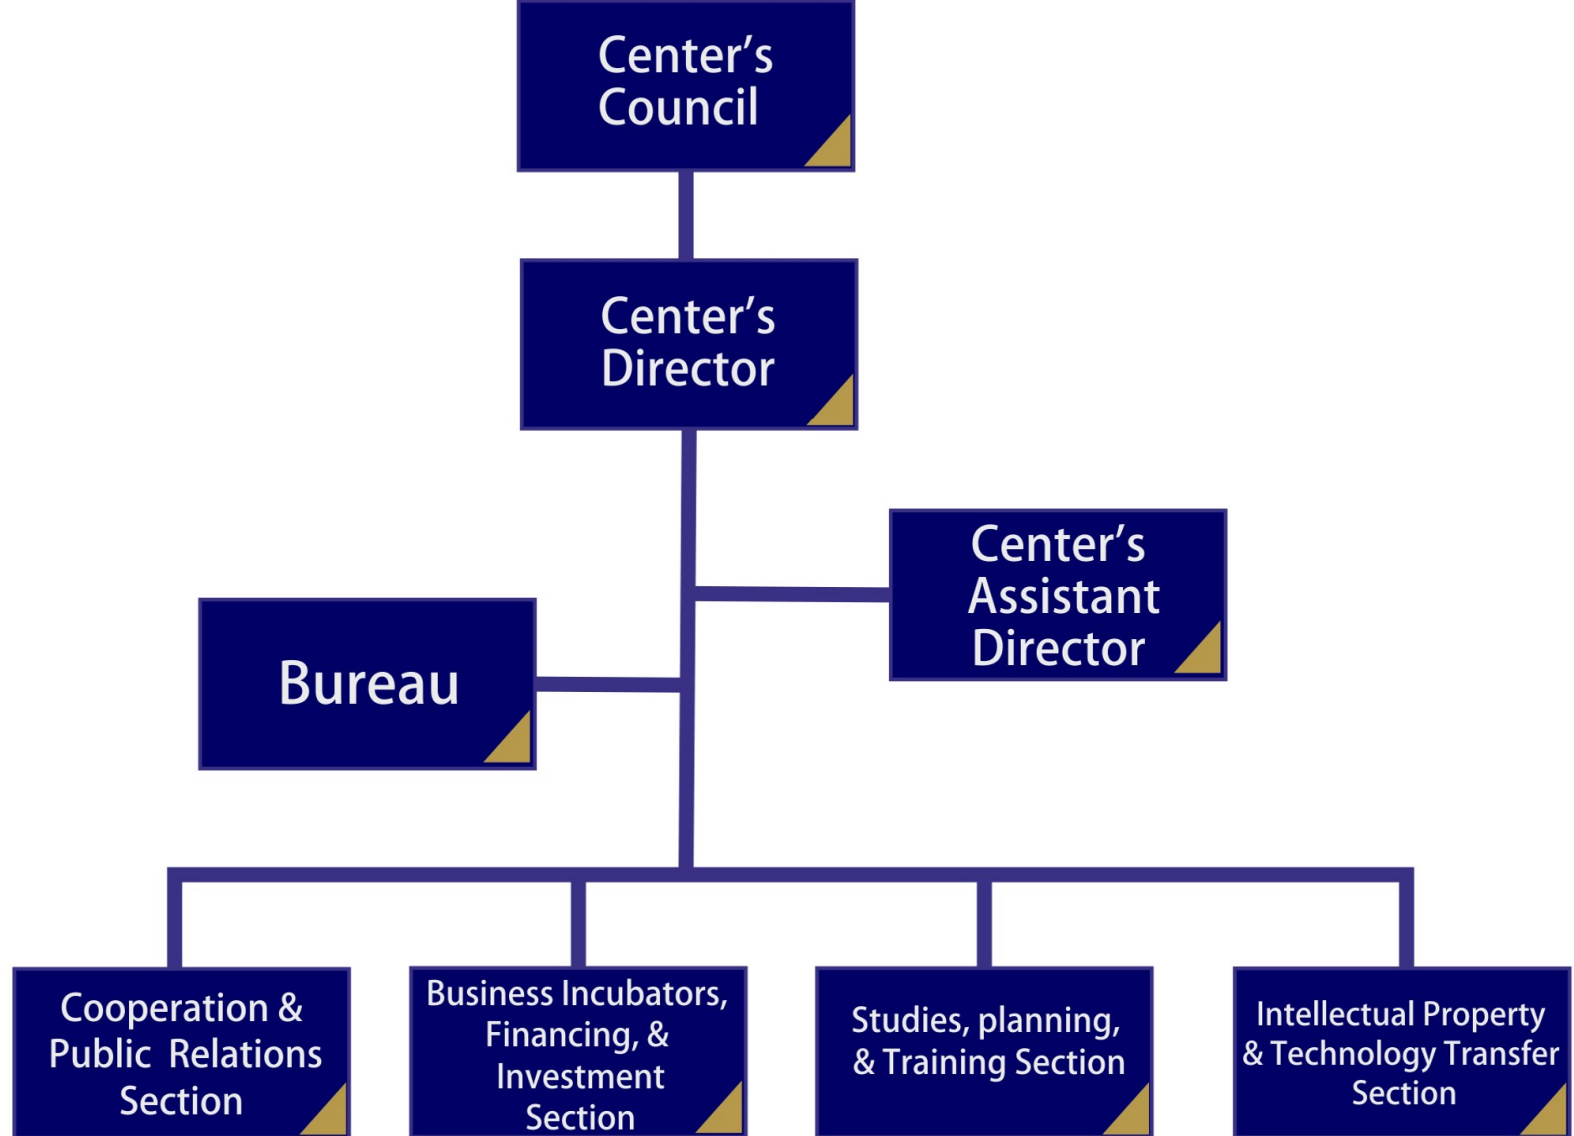 Center’s
Council
Center’s
Director
Center’s
Assistant
Director
Bureau
Cooperation &
Public Relations
Section
Business Incubators,
Financing, &
Investment
Section
Studies, planning,
& Training Section
Intellectual Property
& Technology Transfer
Section